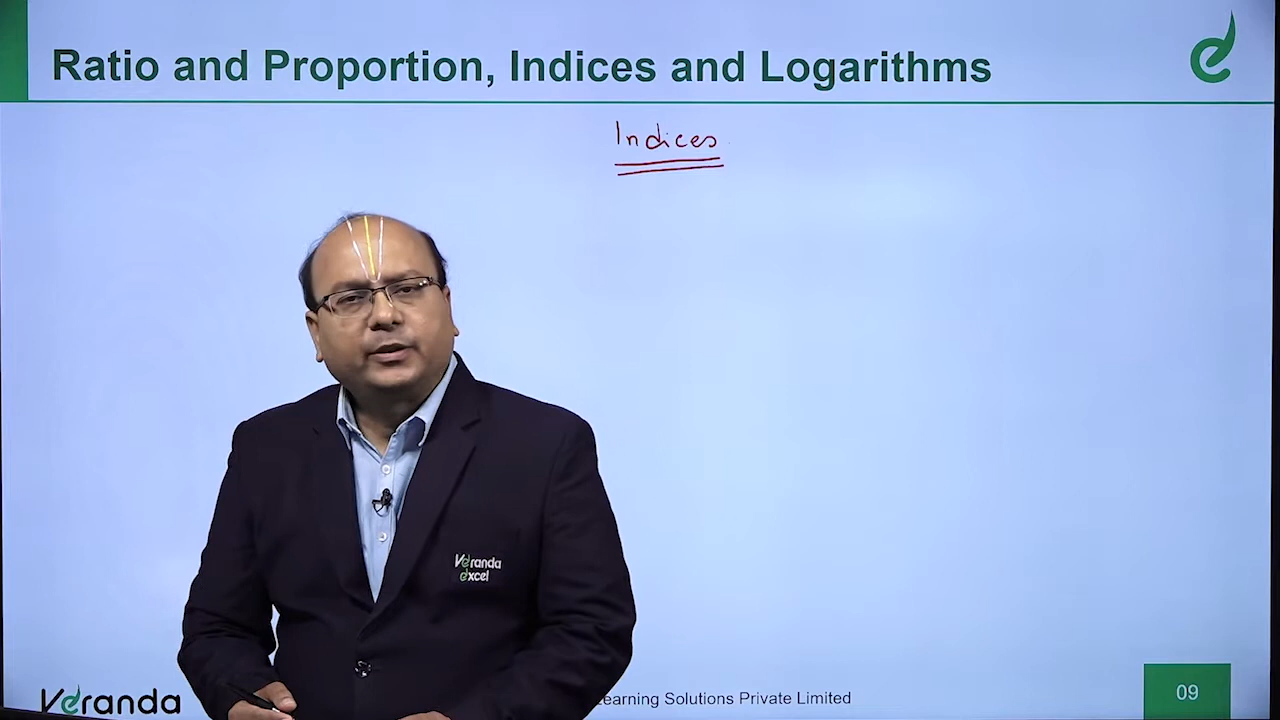 Ratio and Proportion, Indices and Logarithms
Indices
Veranda
excel
Veranda
Learning Solutions Private Limited
09